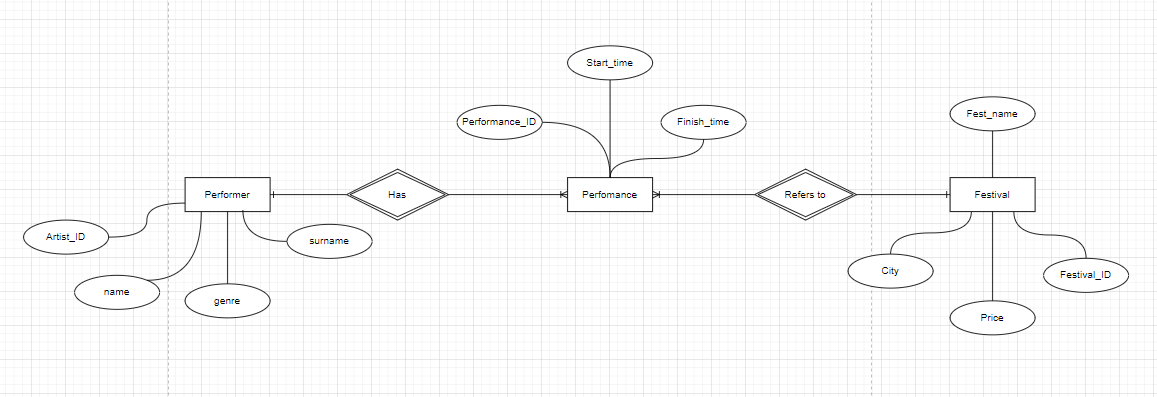 Start_time
Performance_ID
Finish_time
Fest_name
Performer
Has
Perfomance
Refers to
Festival
Artist_ID
surname
name
genre
City
Festival_ID
Price